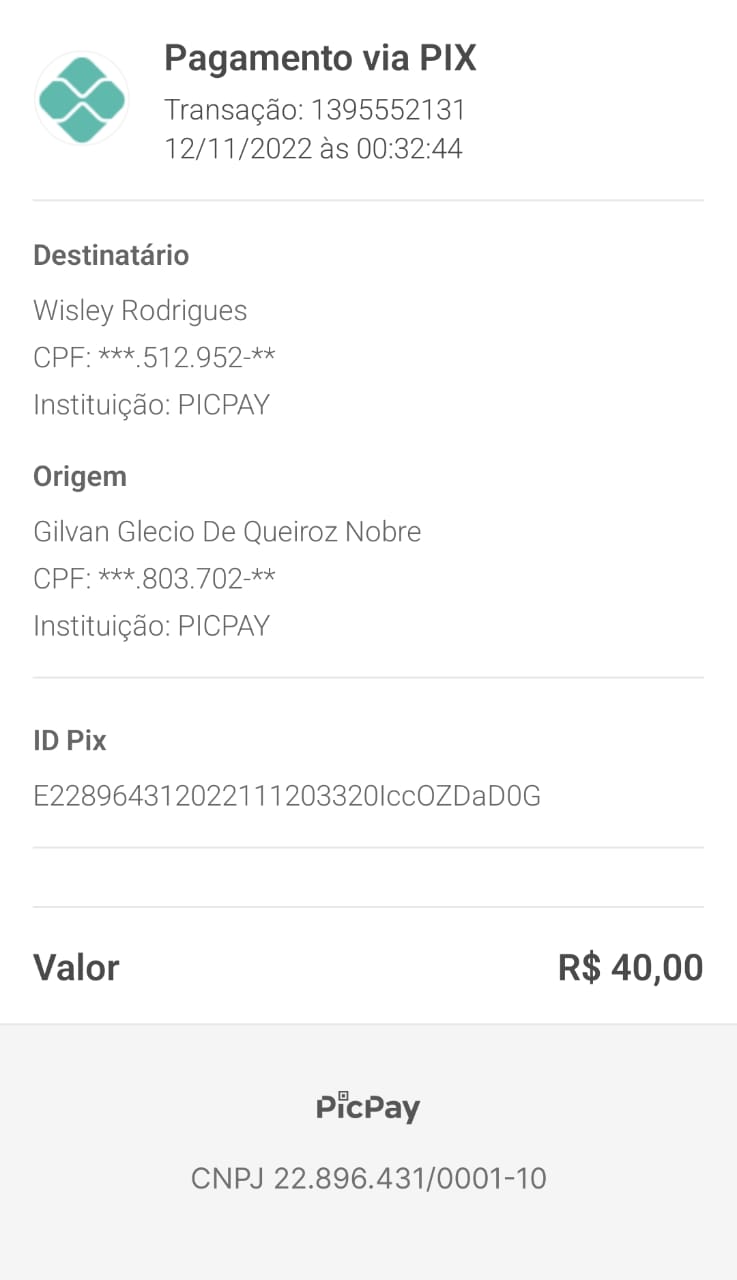 Pagamento via PIX
Transação: 1395552131
12/11/2022 às 00:32:44
Destinatário
Wisley Rodrigues
CPF: ***.512.952-**
Instituição: PICPAY
Origem
Gilvan Glecio De Queiroz Nobre
CPF: ***.803.702-**
Instituição: PICPAY
ID Pix
E228964312022111203320IccOZDaD0G
Valor R$ 40,00
PicPay
CNPJ 22.896.431/0001-10